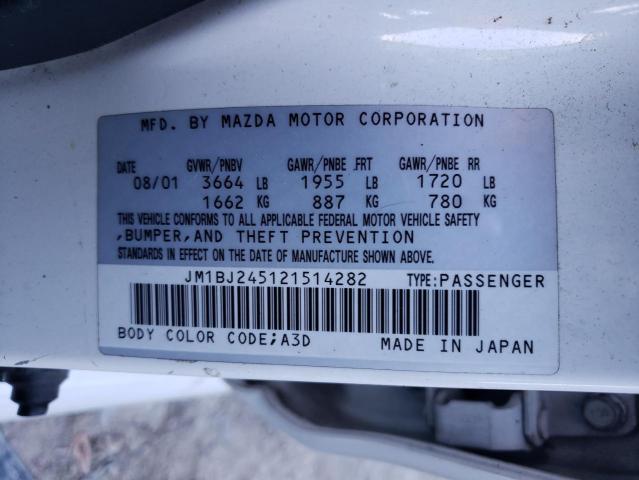 MFD. BY MAZDA MOTOR CORPORATION
DATE GVWR/PNBV GAWR/PNBE .FRT GAWR/PNBE RR
08/01 3664 LB 1955 LB 1720 LB
1662 KG 887 KG 780 KG
THIS VEHICLE CONFORMS TO ALL APPLICABLE FEDERAL MOTOR VEHICLE SAFETY
,BUMPER,AND THEFT PREVENTION
STANDARDS IN EFFECT ON THE DATE OF MANUFACTURE SHOWN ABOVE.
JM1BJ245121514282 TYPE:PASSENGER
BODY COLOR CODE;A3D MADE IN JAPAN